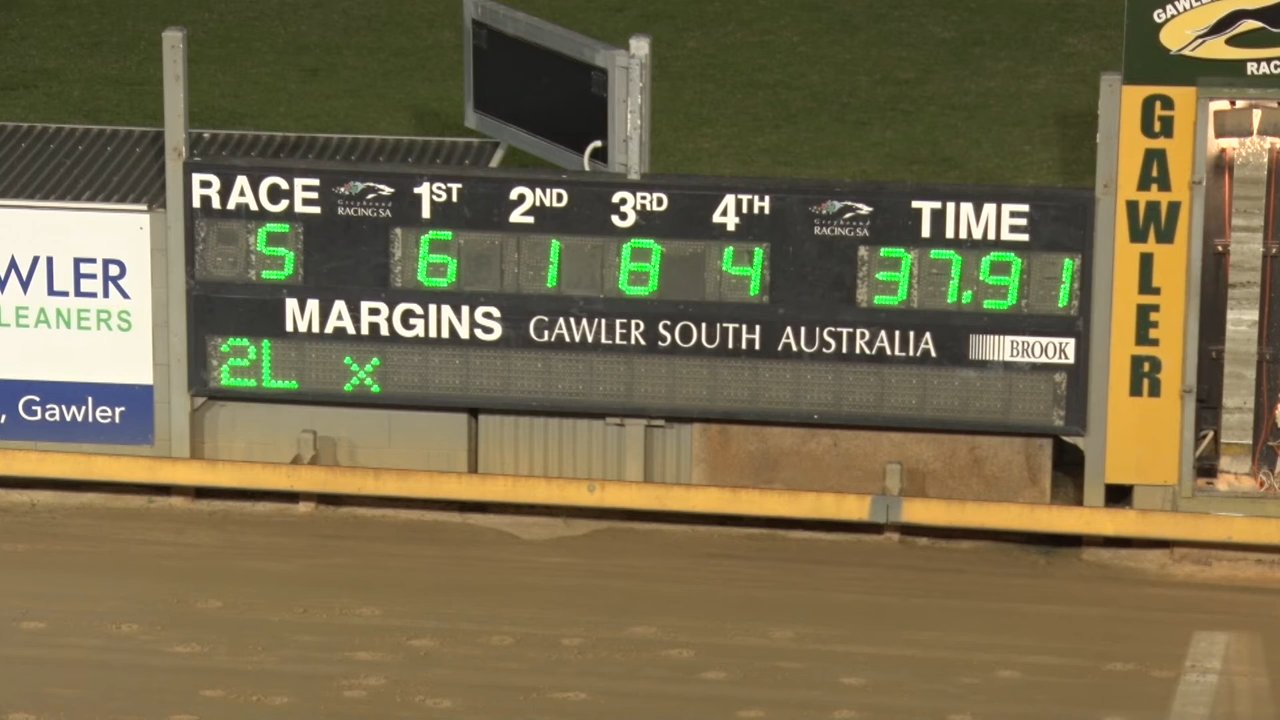 GAWLER
RAC
RACE 1ST 2ND 3RD 4TH TIME
Greyhound Greyhound
RACING SA RACING SA
5 6 1 8 4 37.91
MARGINS GAWLER SOUTH AUSTRALIA BROOK
2L X
WLER
LEANERS
, Gawler
GAWLER